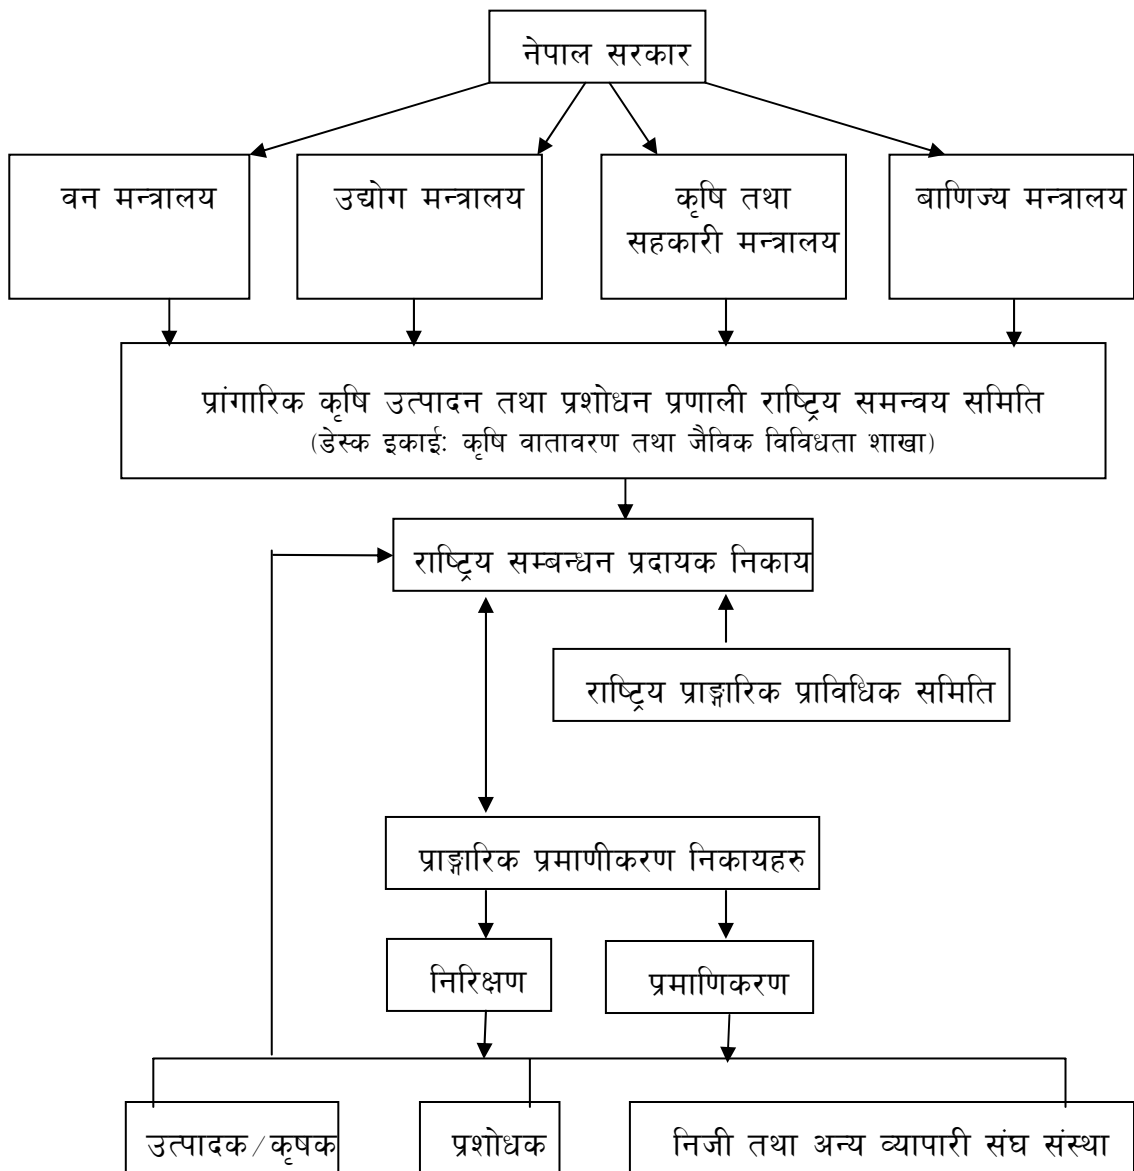 नेपाल सरकार
वन मन्त्रालय
उद्योग मन्त्रालय
कृषि तथा
सहकारी मन्त्रालय
बाणिज्य मन्त्रालय
प्रांगारिक कृषि उत्पादन तथा प्रशोधन प्रणाली राष्ट्रिय समन्वय समिति
(डेस्क इकाई: कृषि वातावरण तथा जैविक विविधता शाखा)
राष्ट्रिय सम्बन्धन प्रदायक निकाय
राष्ट्रिय प्राङ्गारिक प्राविधिक समिति
प्राङ्गारिक प्रमाणीकरण निकायहरु
निरिक्षण
प्रमाणिकरण
उत्पादक/कृषक
प्रशोधक
निजी तथा अन्य व्यापारी संघ संस्था